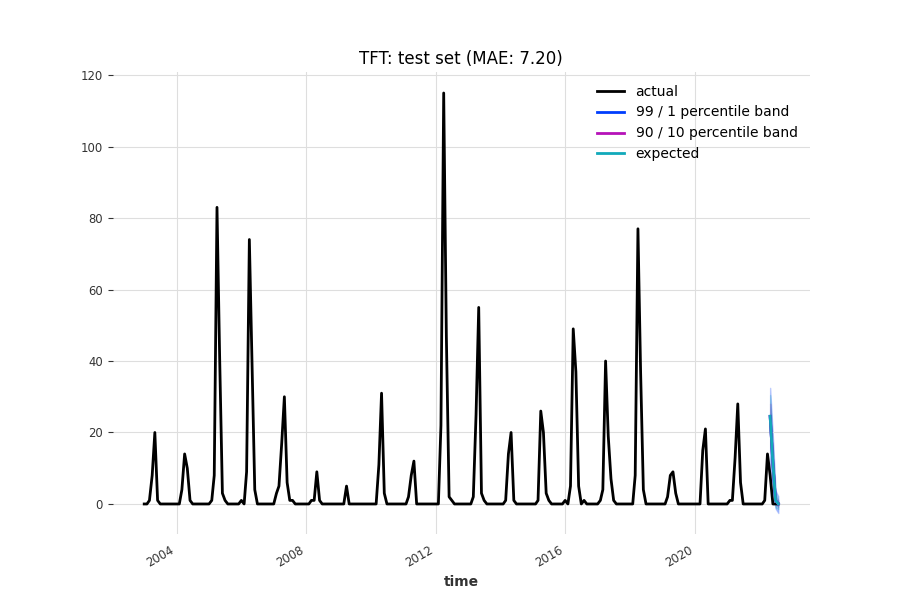 TFT: test set (MAE: 7.20)
actual
99 / 1 percentile band
90 / 10 percentile band
expected
120
100
80
60
40
20
0
2004
2008
2012
2016
2020
time